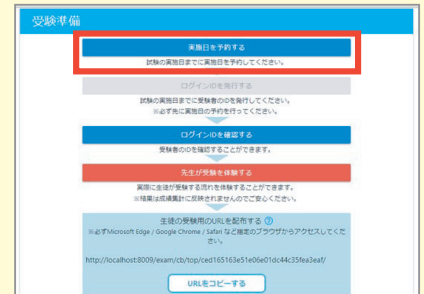 受験準備
実施日を予約する
試験の実施日までに実施日を予約してください。
ログインIDを発行する
試験の実施日までに受験者のIDを発行してください。
※必ず先に実施日の予約を行ってください。
ログインIDを確認する
受験者のIDを確認することができます。
先生が受験を体験する
実際に生徒が受験する流れを体験することができます。
※結果は成績集計に反映されませんのでご安心ください。
生徒の受験用のURLを配布する ?
※必ずMicrosoft Edge / Google Chrome / Safari など指定のブラウザからアクセスしてくだ
さい。
http://localhost:8009/exam/cb/top/ced165163e51e06e01dc44c35fea3eaf/
URLをコピーする